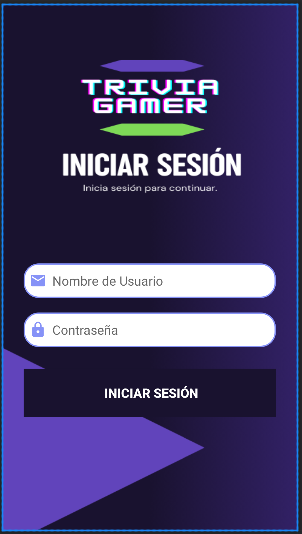 TRIVIA
GAMER
INICIAR SESIÓN
Inicia sesión para continuar.
Nombre de Usuario
Contraseña
INICIAR SESIÓN